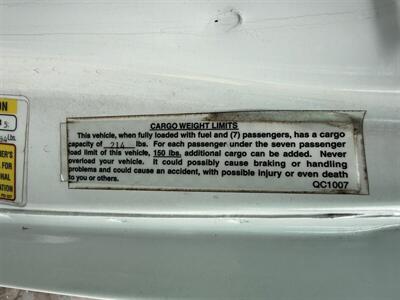 CARGO WEIGHT LIMITS
This vehicle, when fully loaded with fuel and (7) passengers, has a cargo
capacity of 214 lbs. For each passenger under the seven passenger
load limit of this vehicle, 150 lbs. additional cargo can be added. Never
overload your vehicle. It could possibly cause braking or handling
problems and could cause an accident, with possible injury or even death
to you or others.
QC1007